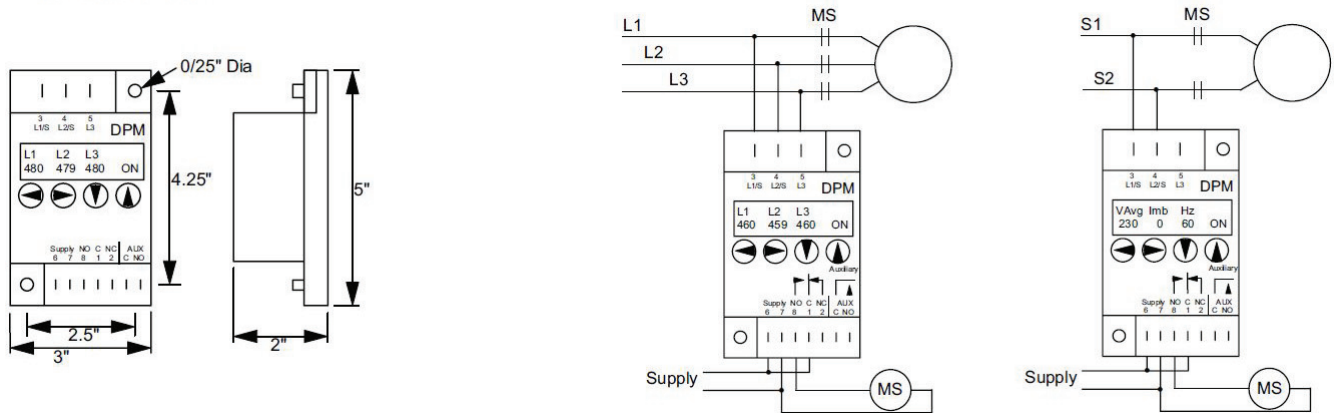 0/25" Dia
3 4 5
L1/S L2/S L3
DPM
L1 L2 L3
480 479 480 ON
Supply NO C NC AUX
6 7 8 1 2 C NO
4.25"
2.5"
3"
5"
2"
L1
L2
L3
MS
3 4 5
L1/S L2/S L3
DPM
L1 L2 L3
460 459 460 ON
Auxiliary
Supply NO C NC AUX
6 7 8 1 2 C NO
Supply
MS
S1
S2
MS
3 4 5
L1/S L2/S L3
DPM
VAvg Imb Hz
230 0 60 ON
Auxiliary
Supply NO C NC AUX
6 7 8 1 2 C NO
Supply
MS